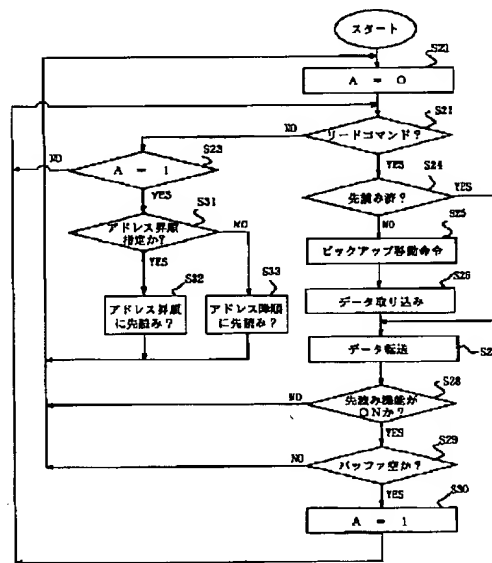 スタート
S21
A = 0
S21
リードコマンド?
NO
YES
S23
A = 1
NO
YES
S24
先読み済?
YES
NO
S31
アドレス昇順
指定か?
NO
YES
S25
ピックアップ移動命令
S32
アドレス昇順
に先読み?
S33
アドレス降順
に先読み?
S26
データ取り込み
データ転送
S2
S28
先読み機能が
ONか?
NO
YES
S29
バッファ空か?
NO
YES
S30
A = 1